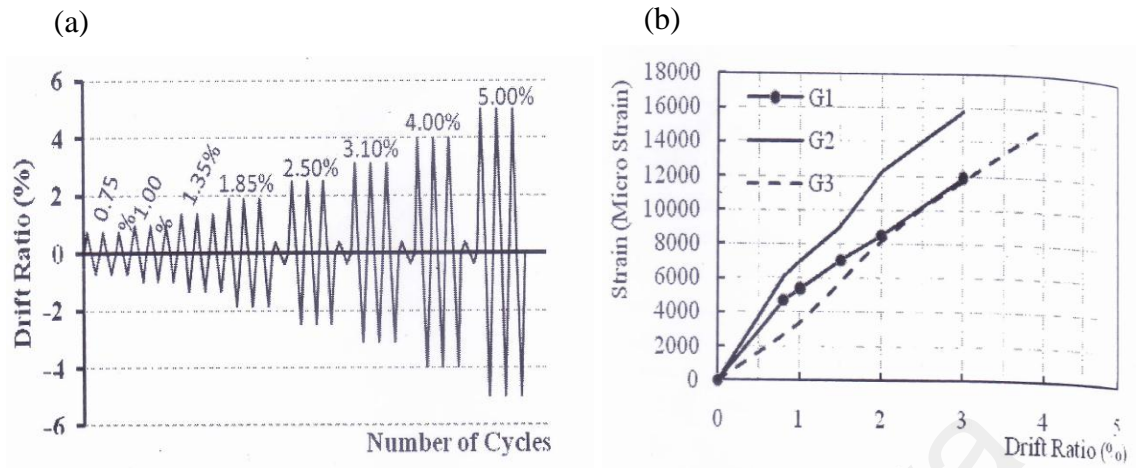 (a)
(b)
Drift Ratio (%)
6
4
2
0
-2
-4
-6
0.75
%
1.00
%
1.35%
1.85%
2.50%
3.10%
4.00%
5.00%
Number of Cycles
Strain (Micro Strain)
18000
16000
14000
12000
10000
8000
6000
4000
2000
0
G1
G2
G3
0 1 2 3 4 5
Drift Ratio (%)